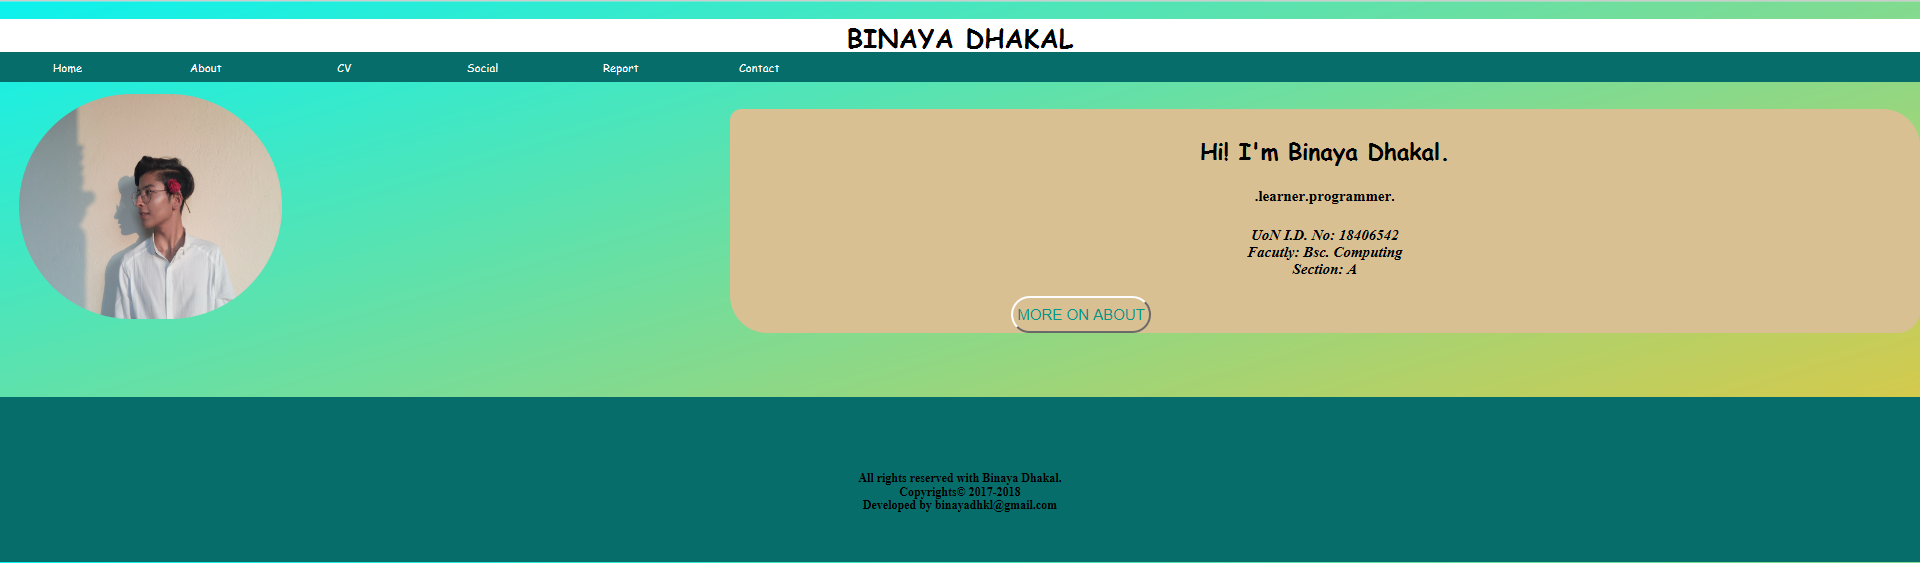 BINAYA DHAKAL
Home About CV Social Report Contact
Hi! I'm Binaya Dhakal.
.learner.programmer.
UoN I.D. No: 18406542
Facutly: Bsc. Computing
Section: A
MORE ON ABOUT
All rights reserved with Binaya Dhakal.
Copyrights© 2017-2018
Developed by binayadhkl@gmail.com